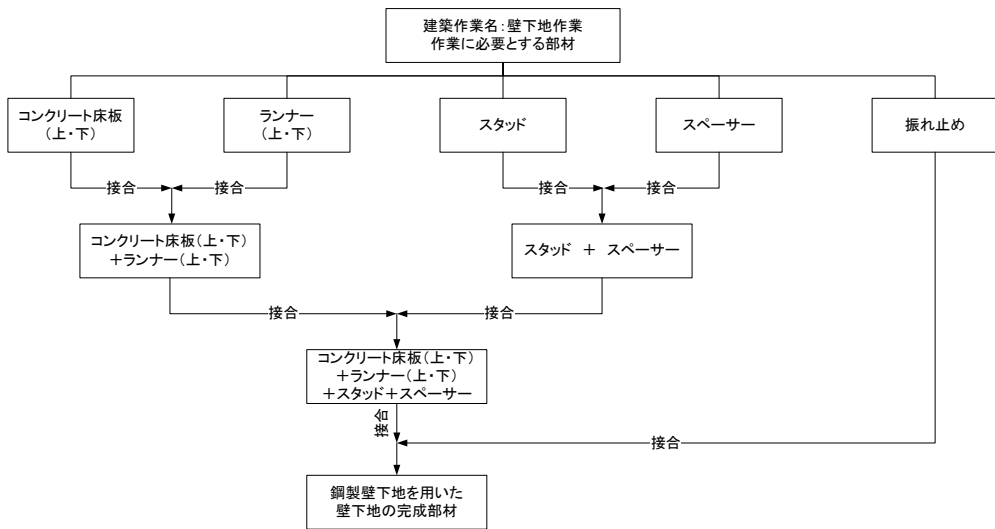 建築作業名：壁下地作業
作業に必要とする部材
コンクリート床板
（上・下）
ランナー
（上・下）
スタッド
スペーサー
振れ止め
接合
接合
接合
接合
コンクリート床板（上・下）
＋ランナー（上・下）
スタッド ＋ スペーサー
接合
接合
コンクリート床板（上・下）
＋ランナー（上・下）
＋スタッド＋スペーサー
接合
接合
鋼製壁下地を用いた
壁下地の完成部材